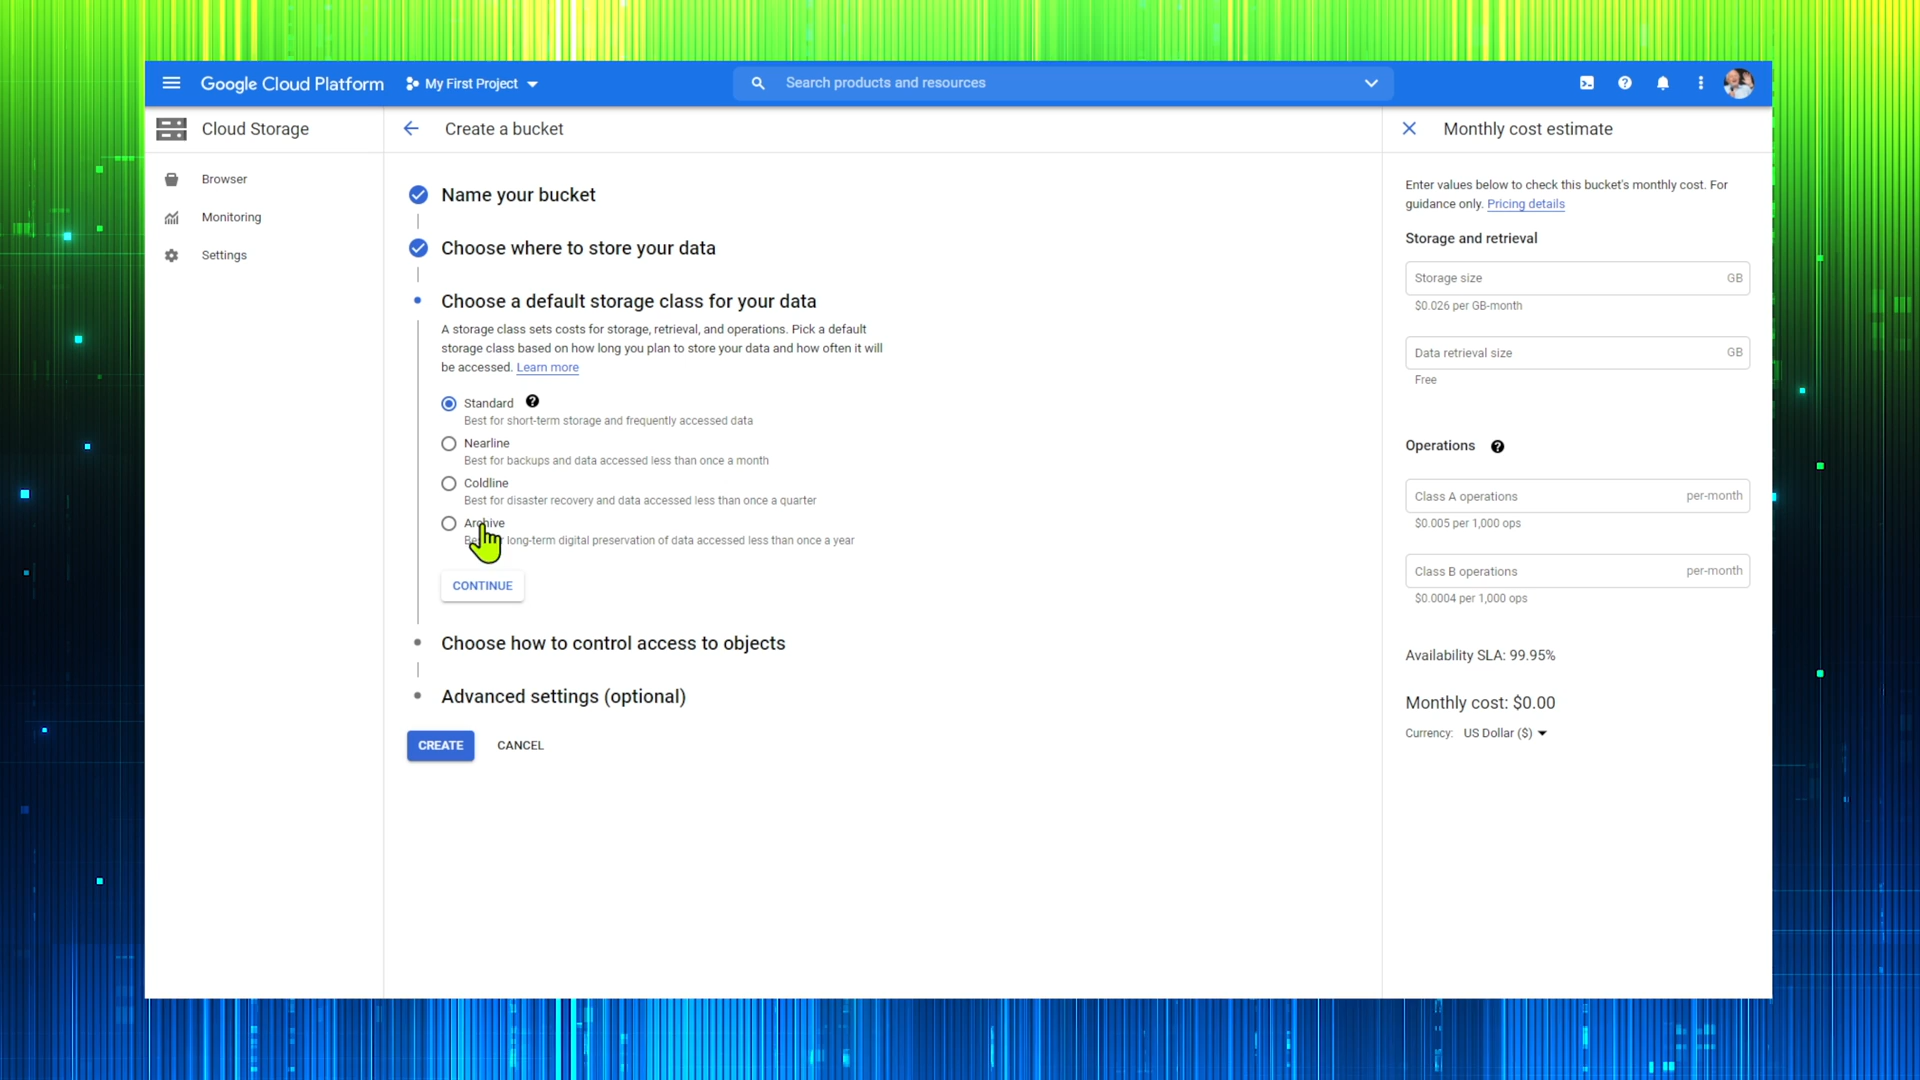 Google Cloud Platform
My First Project
Search products and resources
Cloud Storage
Create a bucket
Monthly cost estimate
Browser
Monitoring
Settings
Name your bucket
Choose where to store your data
Choose a default storage class for your data
A storage class sets costs for storage, retrieval, and operations. Pick a default
storage class based on how long you plan to store your data and how often it will
be accessed. Learn more
Standard
Best for short-term storage and frequently accessed data
Nearline
Best for backups and data accessed less than once a month
Coldline
Best for disaster recovery and data accessed less than once a quarter
Archive
long-term digital preservation of data accessed less than once a year
CONTINUE
Choose how to control access to objects
Advanced settings (optional)
CREATE
CANCEL
Enter values below to check this bucket's monthly cost. For
guidance only. Pricing details
Storage and retrieval
Storage size GB
$0.026 per GB-month
Data retrieval size GB
Free
Operations
Class A operations per-month
$0.005 per 1,000 ops
Class B operations per-month
$0.0004 per 1,000 ops
Availability SLA: 99.95%
Monthly cost: $0.00
Currency: US Dollar ($)